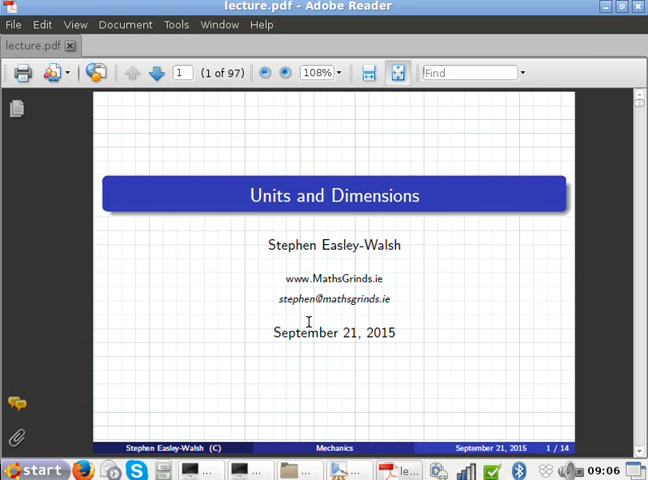 lecture.pdf - Adobe Reader
File Edit View Document Tools Window Help
lecture.pdf
1 (1 of 97) 108% Find
Units and Dimensions
Stephen Easley-Walsh
www.MathsGrinds.ie
stephen@mathsgrinds.ie
September 21, 2015
Stephen Easley-Walsh (C) Mechanics September 21, 2015 1 / 14
start ... ... ... ... le... 09:06